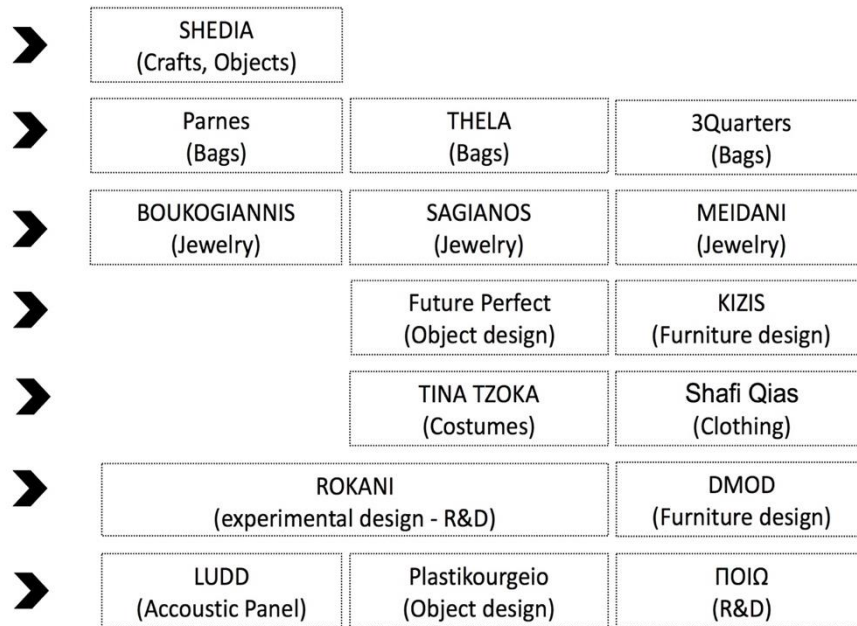 SHEDIA
(Crafts, Objects)
Parnes
(Bags)
THELA
(Bags)
3Quarters
(Bags)
BOUKOGIANNIS
(Jewelry)
SAGIANOS
(Jewelry)
MEIDANI
(Jewelry)
Future Perfect
(Object design)
KIZIS
(Furniture design)
TINA TZOKA
(Costumes)
Shafi Qias
(Clothing)
ROKANI
(experimental design - R&D)
DMOD
(Furniture design)
LUDD
(Accoustic Panel)
Plastikourgeio
(Object design)
ΠΟΙΩ
(R&D)